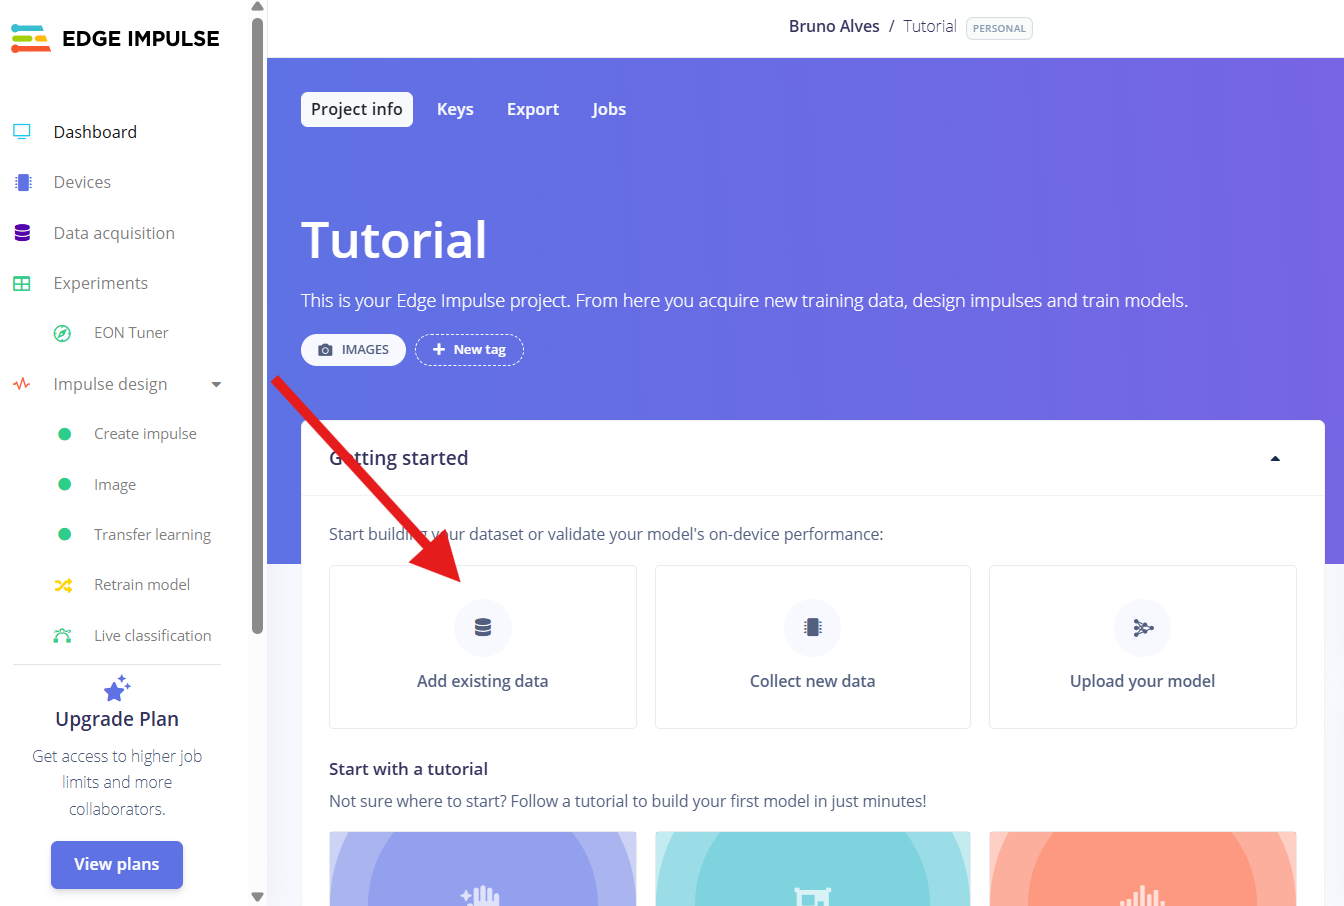 EDGE IMPULSE
Bruno Alves / Tutorial PERSONAL
Dashboard
Devices
Data acquisition
Experiments
EON Tuner
Impulse design
Create impulse
Image
Transfer learning
Retrain model
Live classification
Upgrade Plan
Get access to higher job
limits and more
collaborators.
View plans
Project info Keys Export Jobs
Tutorial
This is your Edge Impulse project. From here you acquire new training data, design impulses and train models.
IMAGES + New tag
Getting started
Start building your dataset or validate your model's on-device performance:
Add existing data
Collect new data
Upload your model
Start with a tutorial
Not sure where to start? Follow a tutorial to build your first model in just minutes!